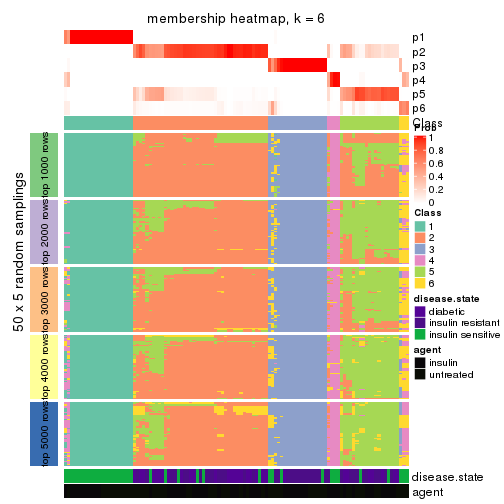 membership heatmap, k = 6
p1
p2
p3
p4
p5
p6
Class
Prob
1
0.8
0.6
0.4
0.2
0
Class
1
2
3
4
5
6
disease.state
diabetic
insulin resistant
insulin sensitive
agent
insulin
untreated
50 x 5 random samplings
top 1000 rows
top 2000 rows
top 3000 rows
top 4000 rows
top 5000 rows
disease.state
agent